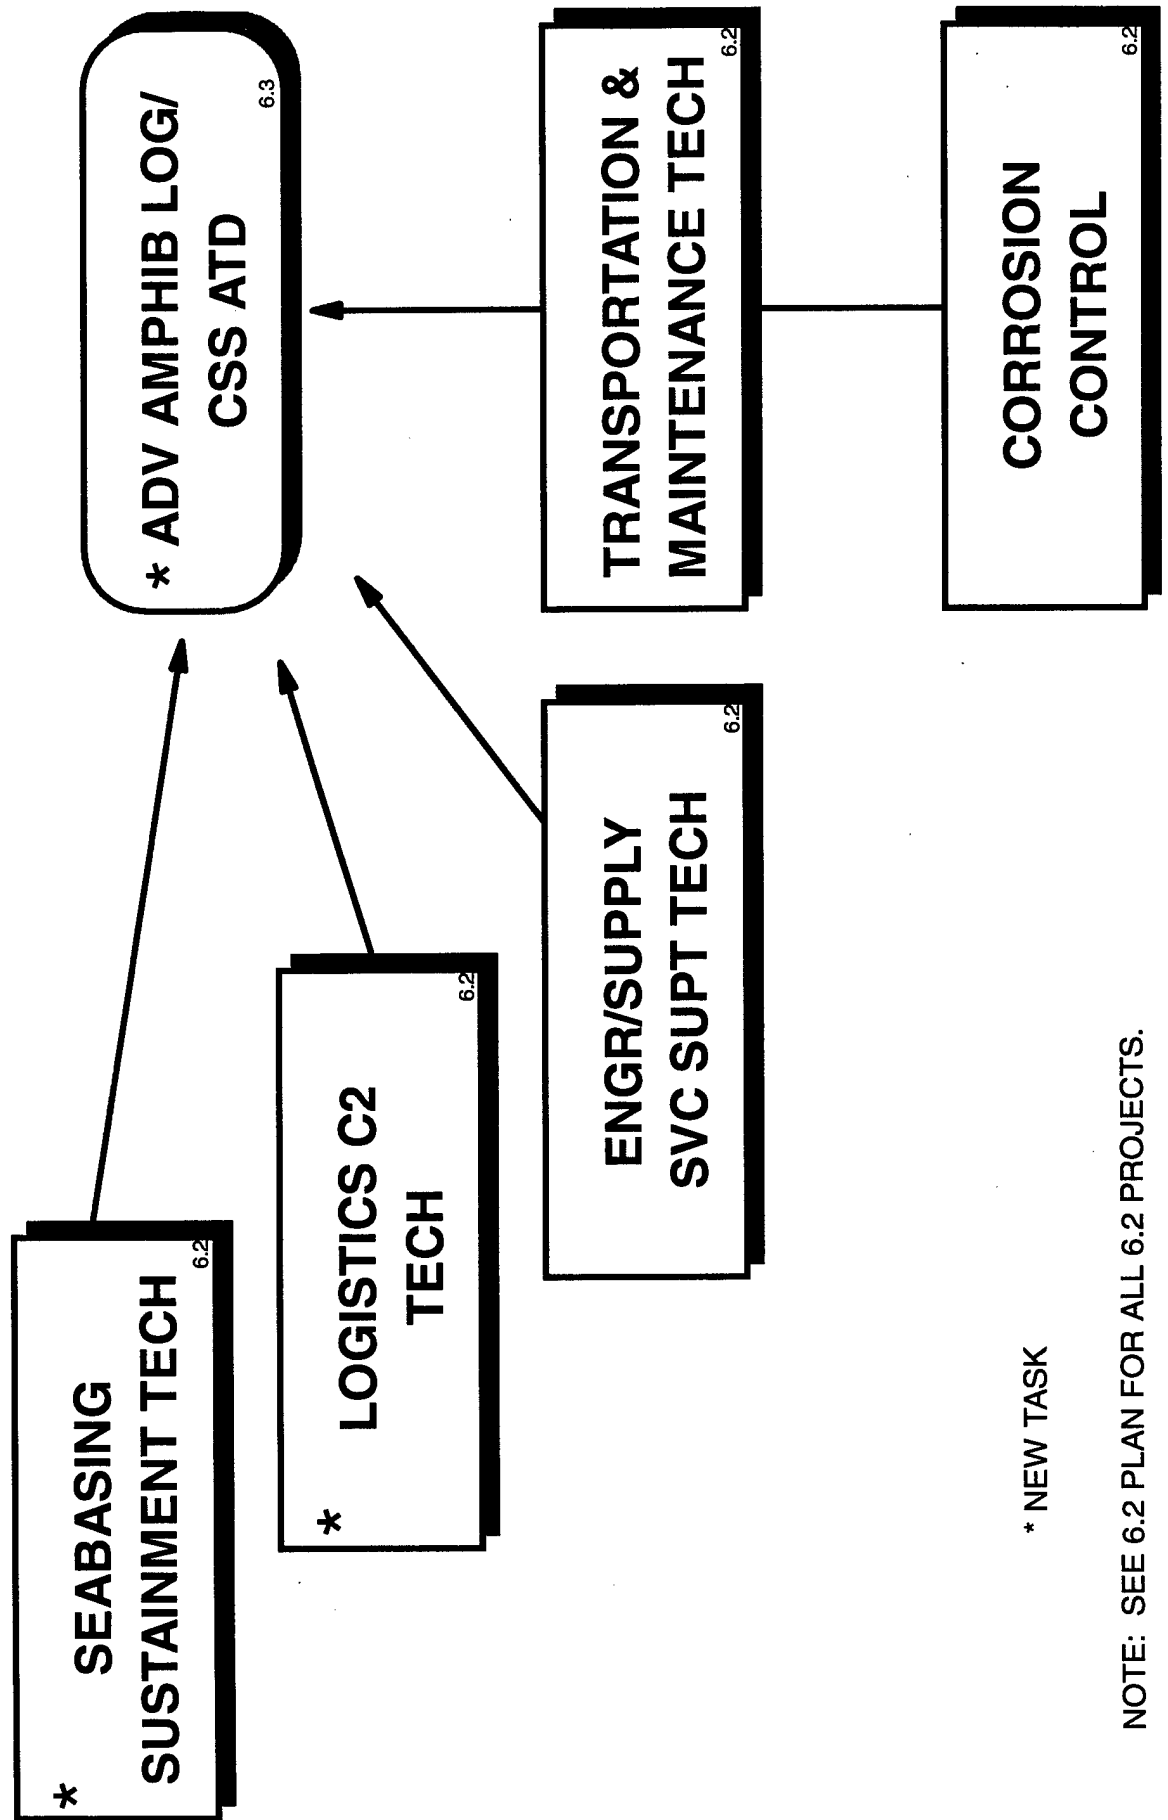 *
SEABASING
SUSTAINMENT TECH
6.2
*
LOGISTICS C2
TECH
6.2
ENGR/SUPPLY
SVC SUPT TECH
6.2
* ADV AMPHIB LOG/
CSS ATD
6.3
TRANSPORTATION &
MAINTENANCE TECH
6.2
CORROSION
CONTROL
6.2
* NEW TASK
NOTE: SEE 6.2 PLAN FOR ALL 6.2 PROJECTS.